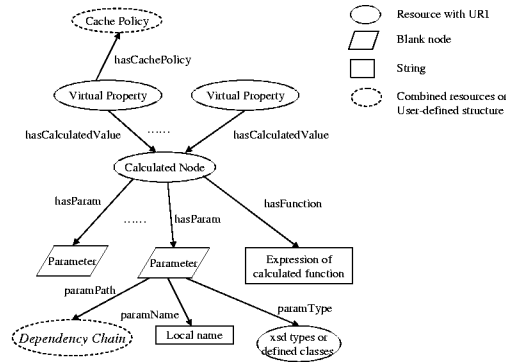 Cache Policy
Resource with URI
Blank node
hasCachePolicy
String
Virtual Property
Virtual Property
Combined resources or
User-defined structure
hasCalculatedValue
......
hasCalculatedValue
Calculated Node
hasParam
......
hasParam
hasFunction
Parameter
Parameter
Expression of
calculated function
paramPath
paramName
paramType
Dependency Chain
Local name
xsd types or
defined classes